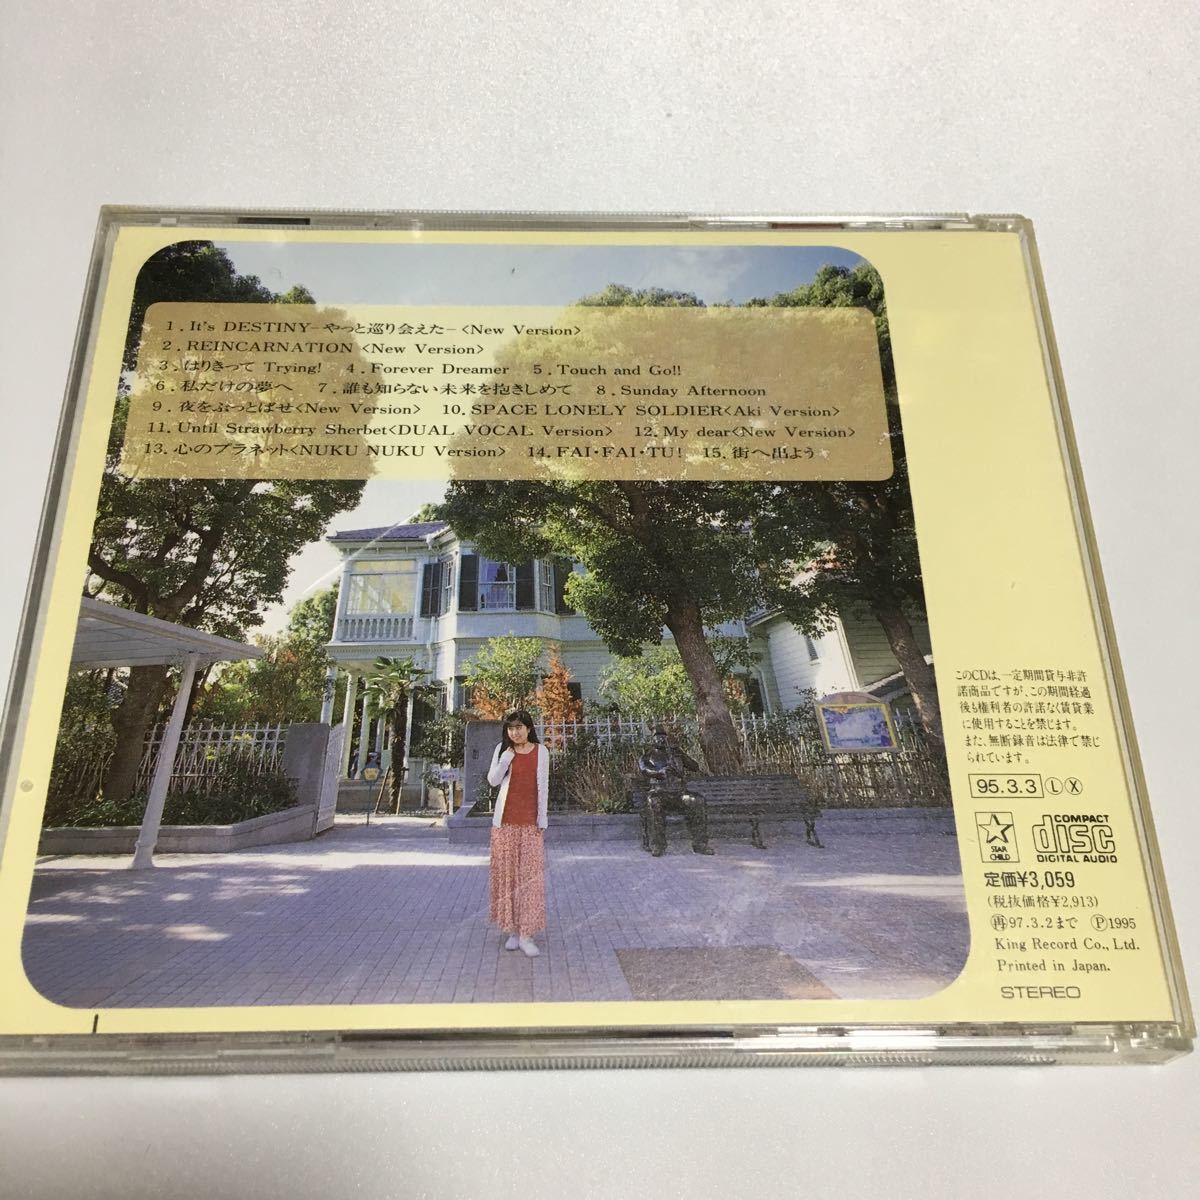 1. It's DESTINY-やっと巡り会えた-<New Version>
2. REINCARNATION <New Version>
3. はりきって Trying! 4. Forever Dreamer 5. Touch and Go!!
6. 私だけの夢へ 7. 誰も知らない未来を抱きしめて 8. Sunday Afternoon
9. 夜をぶっとばせ<New Version> 10. SPACE LONELY SOLDIER<Aki Version>
11. Until Strawberry Sherbet<DUAL VOCAL Version> 12. My dear<New Version>
13. 心のプラネット<NUKU NUKU Version> 14. FAI・FAI・TU! 15. 街へ出よう
このCDは、一定期間貸与非許
諾商品ですが、この期間経過
後も権利者の許諾なく賃貸業
に使用することを禁じます。
また、無断録音は法律で禁じ
られています。
95.3.3 Ⓛ Ⓧ
STAR CHILD
COMPACT disc DIGITAL AUDIO
定価¥3,059
(税抜価格¥2,913)
㊢97.3.2まで Ⓟ1995
King Record Co., Ltd.
Printed in Japan.
STEREO